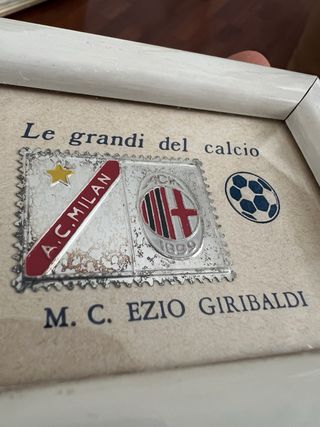 Le grandi del calcio
A.C. MILAN
ACM
1899
M. C. EZIO GIRIBALDI